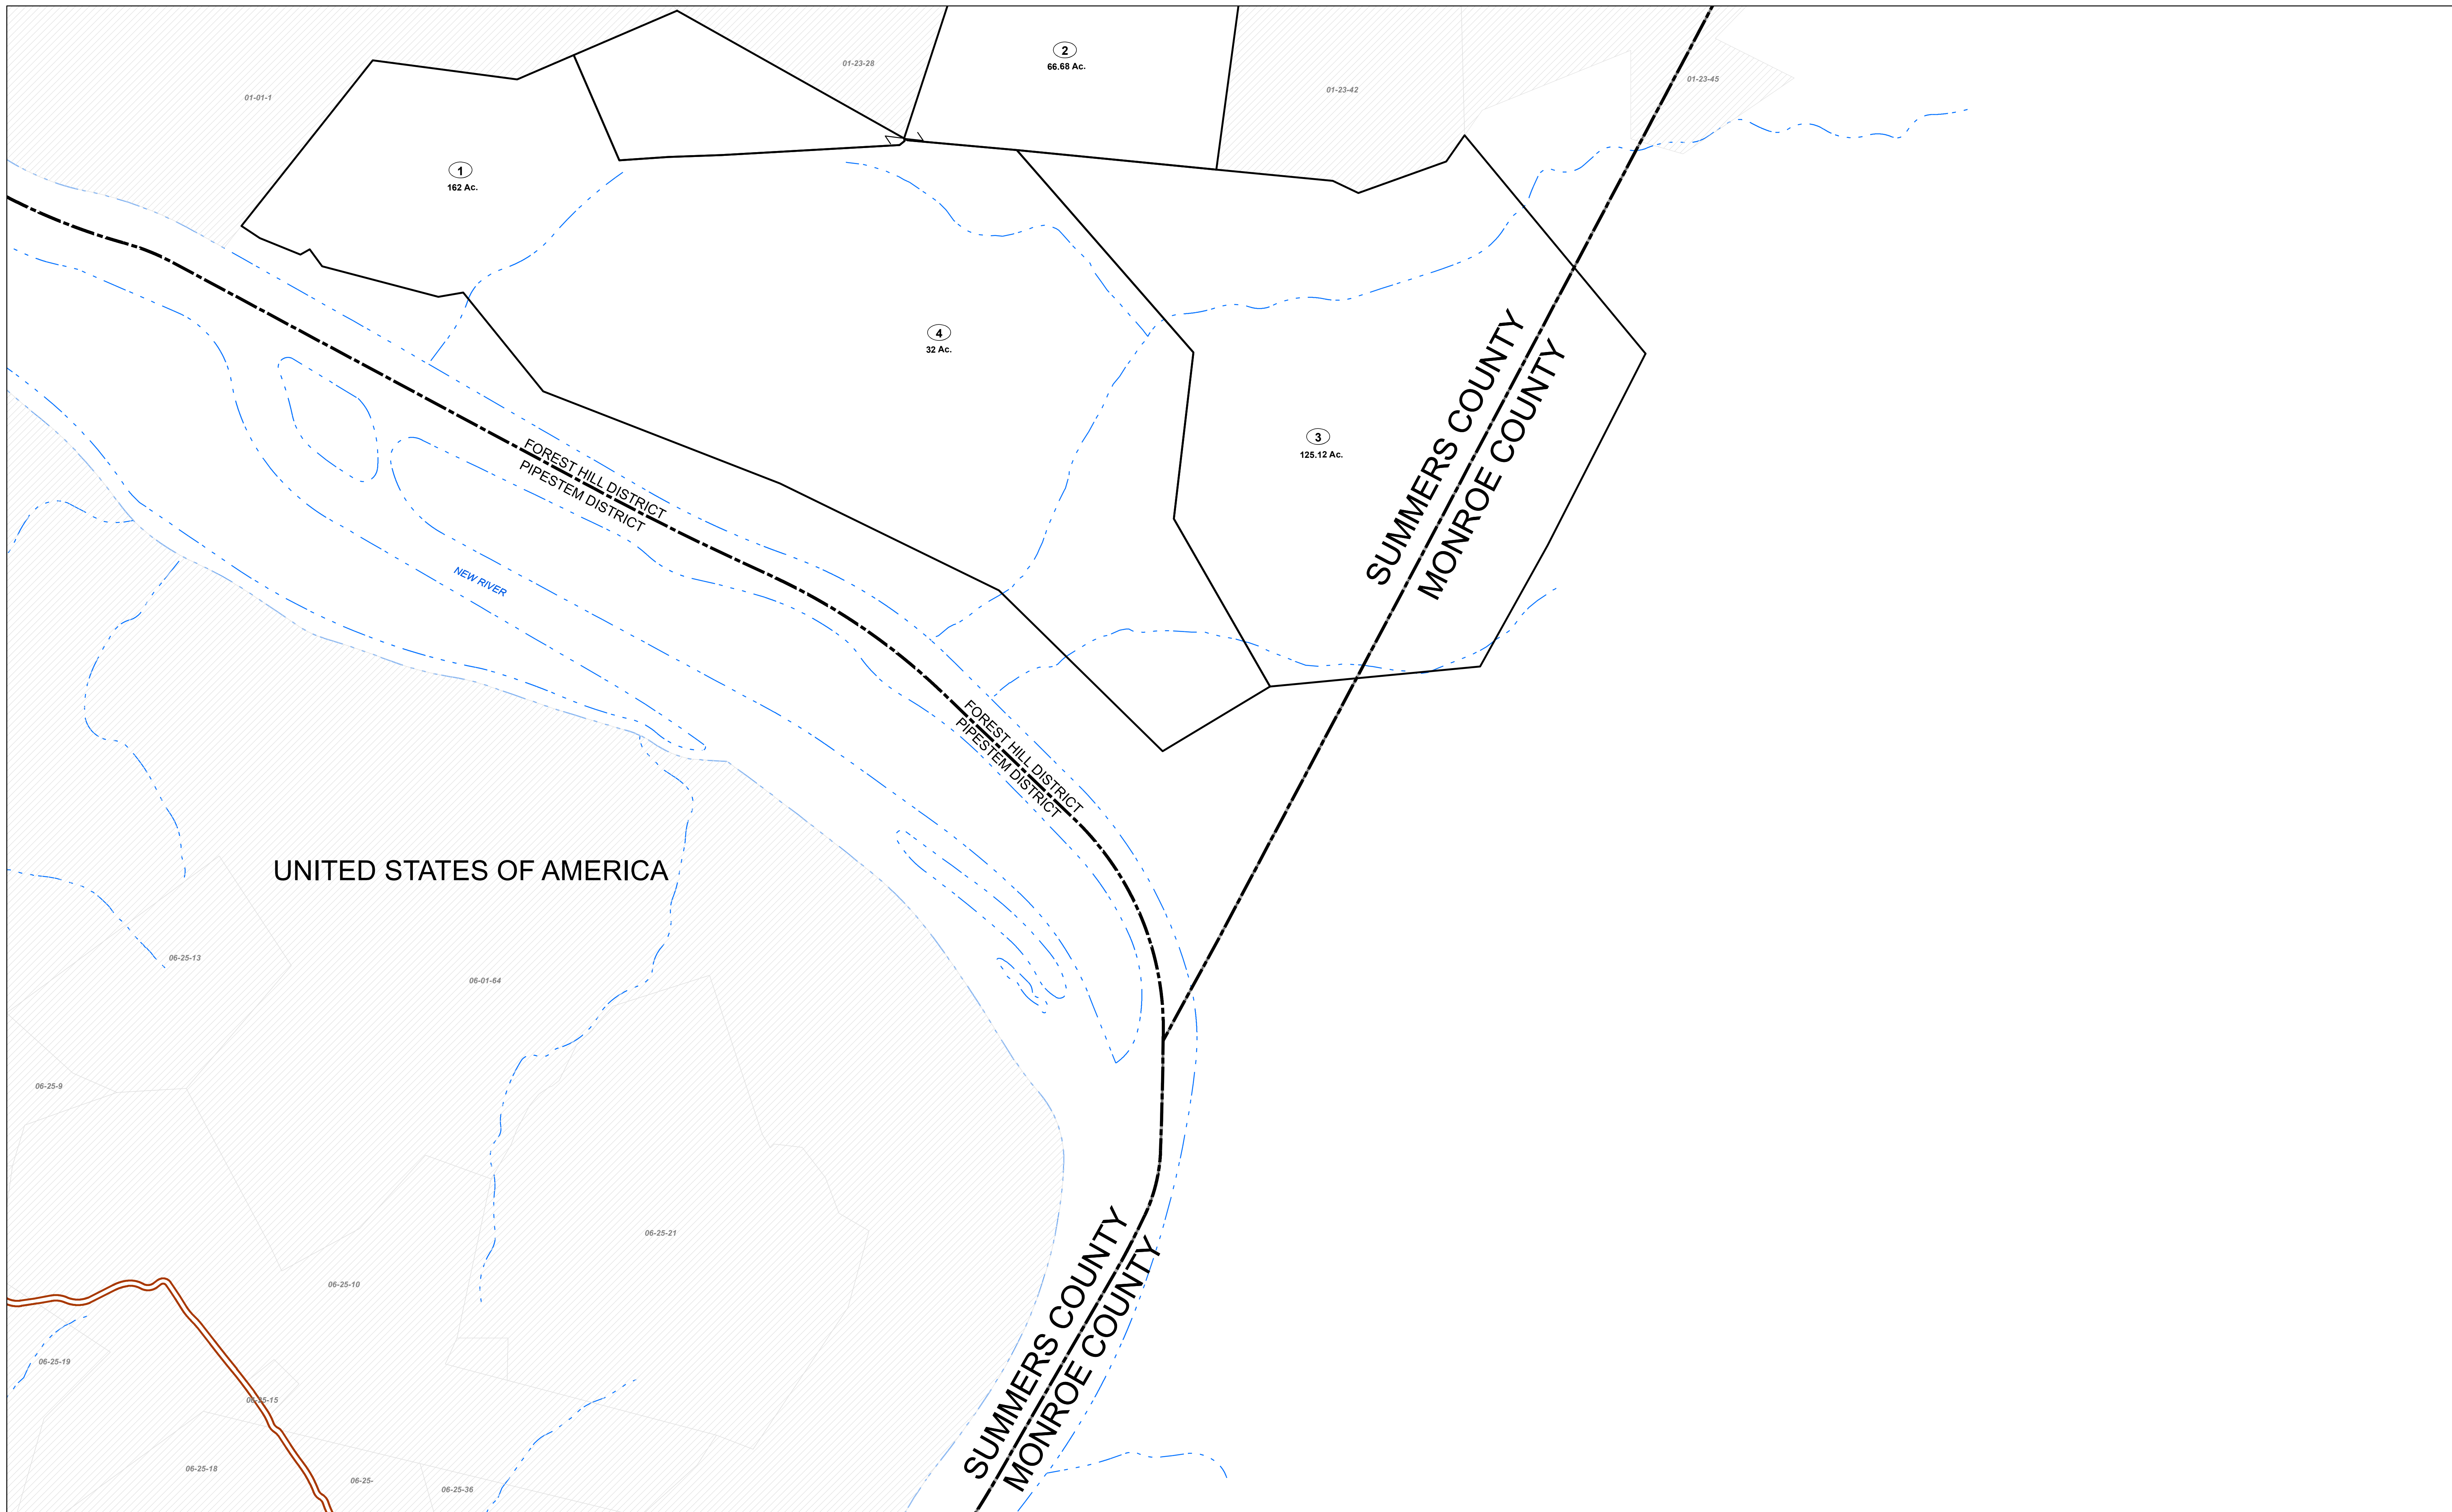 2
66.68 Ac.
01-23-28
01-23-45
01-23-42
01-01-1
1
162 Ac.
4
32 Ac.
3
125.12 Ac.
SUMMERS COUNTY
MONROE COUNTY
FOREST HILL DISTRICT
PIPESTEM DISTRICT
NEW RIVER
FOREST HILL DISTRICT
PIPESTEM DISTRICT
UNITED STATES OF AMERICA
06-25-13
06-01-64
06-25-9
06-25-21
06-25-10
SUMMERS COUNTY
MONROE COUNTY
06-25-19
06-25-15
06-25-18
06-25-
06-25-36